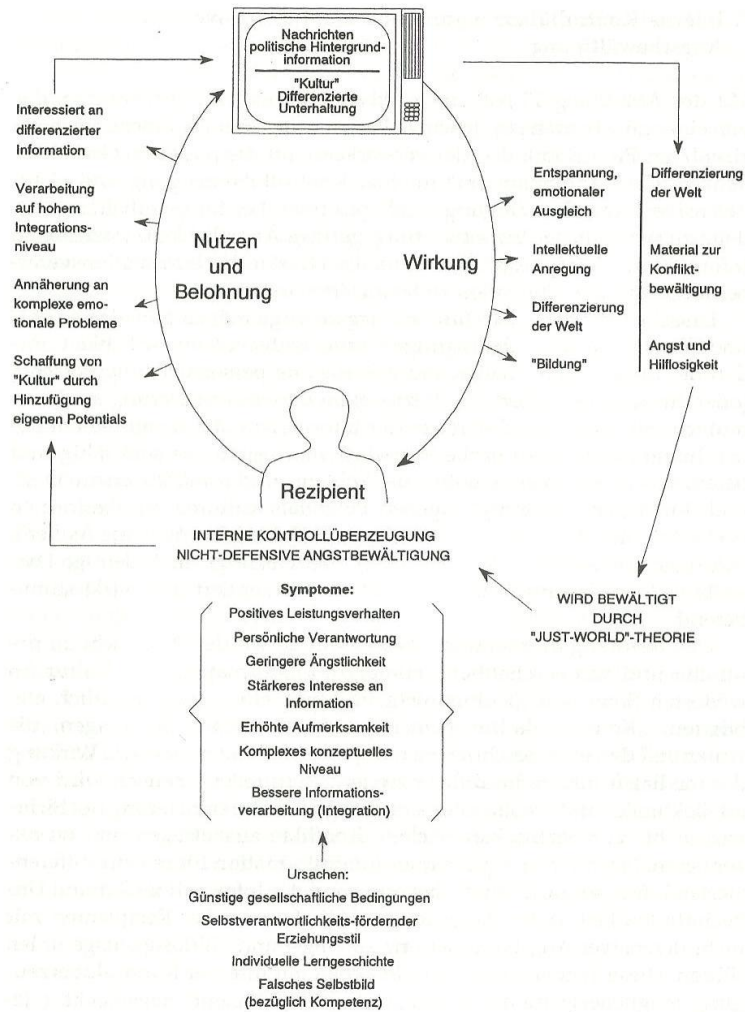 Nachrichten
politische Hintergrund-
information
"Kultur"
Differenzierte
Unterhaltung
Interessiert an
differenzierter
Information
Verarbeitung
auf hohem
Integrations-
niveau
Annäherung an
komplexe emo-
tionale Probleme
Schaffung von
"Kultur" durch
Hinzufügung
eigenen Potentials
Nutzen
und
Belohnung
Wirkung
Entspannung,
emotionaler
Ausgleich
Intellektuelle
Anregung
Differenzierung
der Welt
"Bildung"
Differenzierung
der Welt
Material zur
Konflikt-
bewältigung
Angst und
Hilflosigkeit
Rezipient
INTERNE KONTROLLÜBERZEUGUNG
NICHT-DEFENSIVE ANGSTBEWÄLTIGUNG
WIRD BEWÄLTIGT
DURCH
"JUST-WORLD"-THEORIE
Symptome:
Positives Leistungsverhalten
Persönliche Verantwortung
Geringere Ängstlichkeit
Stärkeres Interesse an
Information
Erhöhte Aufmerksamkeit
Komplexes konzeptuelles
Niveau
Bessere Informations-
verarbeitung (Integration)
Ursachen:
Günstige gesellschaftliche Bedingungen
Selbstverantwortlichkeits-fördernder
Erziehungsstil
Individuelle Lerngeschichte
Falsches Selbstbild
(bezüglich Kompetenz)